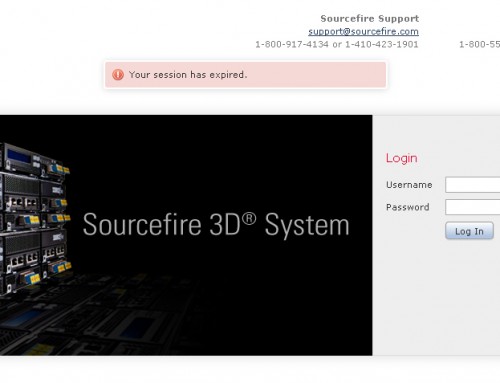 Sourcefire Support
support@sourcefire.com
1-800-917-4134 or 1-410-423-1901
1-800-55
Your session has expired.
Sourcefire 3D® System
Login
Username
Password
Log In